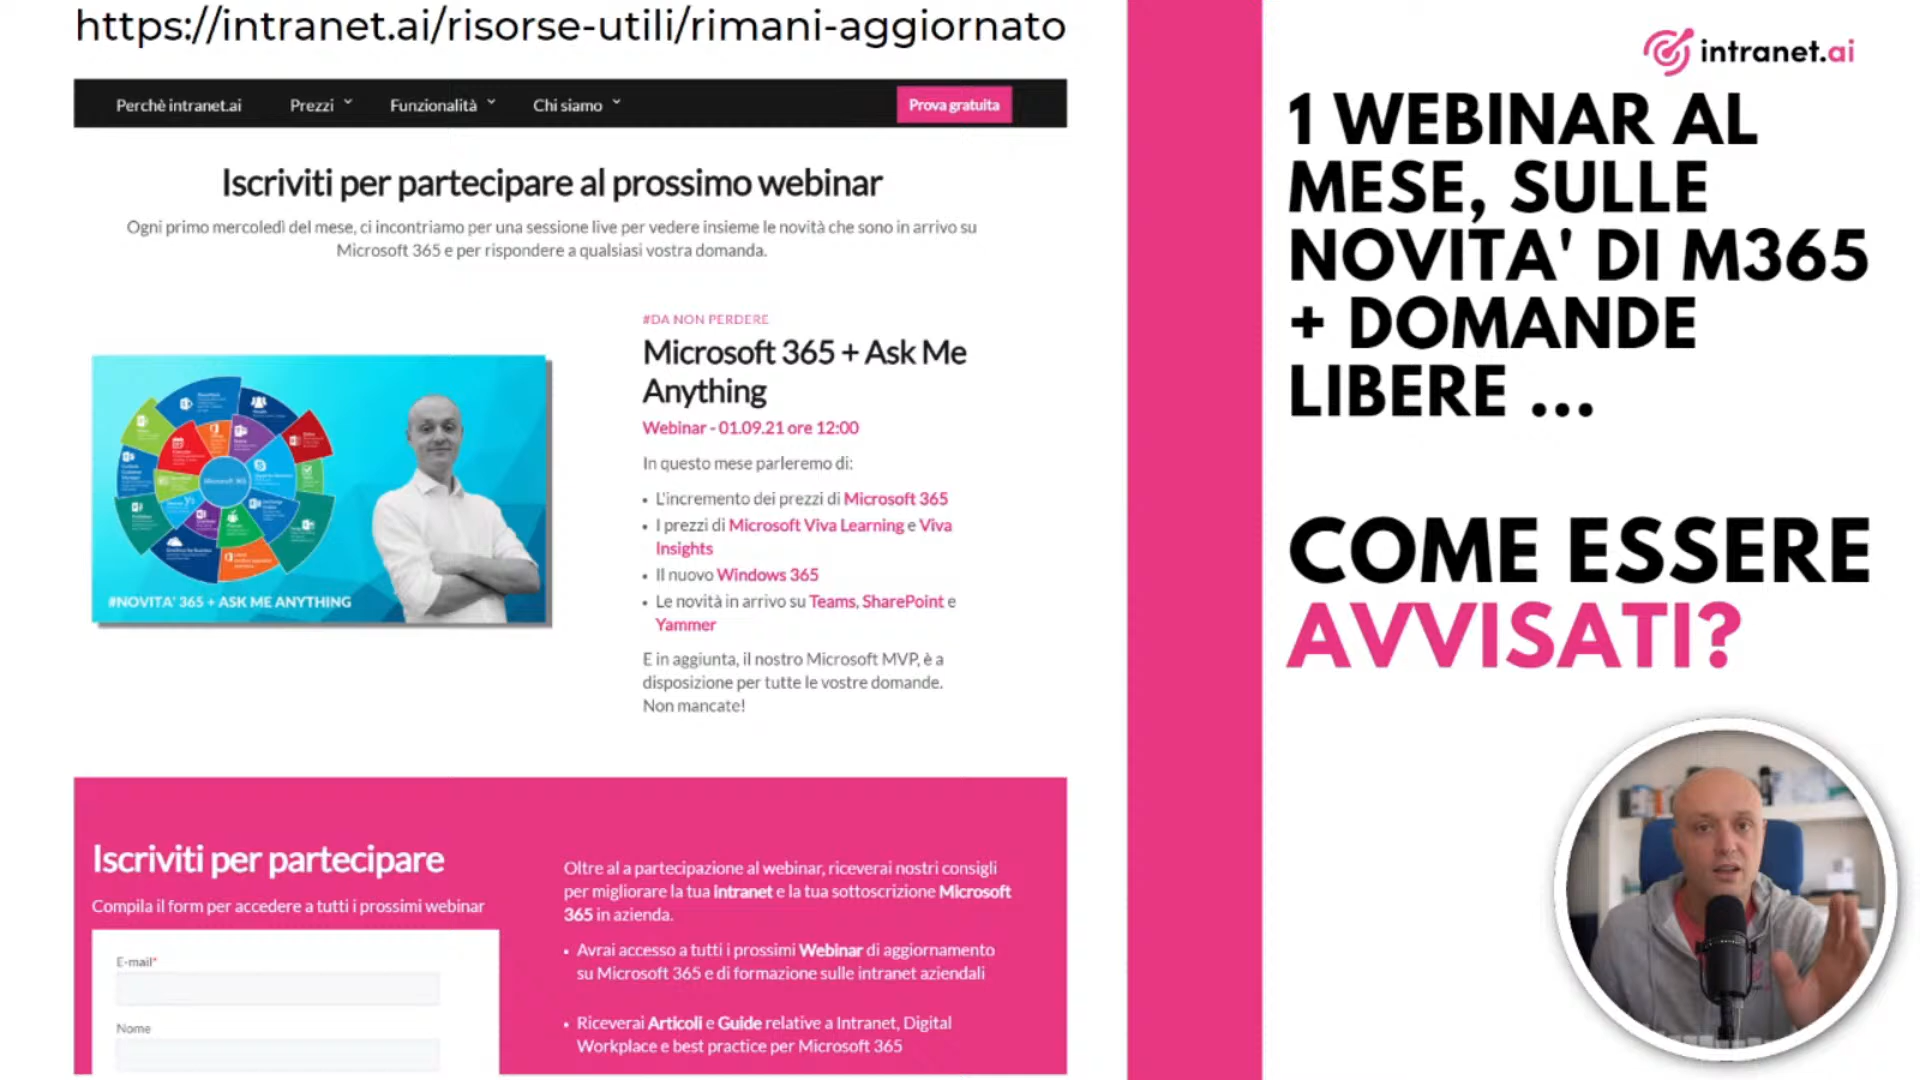 https://intranet.ai/risorse-utili/rimani-aggiornato
Perchè intranet.ai
Prezzi
Funzionalità
Chi siamo
Prova gratuita
Iscriviti per partecipare al prossimo webinar
Ogni primo mercoledì del mese, ci incontriamo per una sessione live per vedere insieme le novità che sono in arrivo su
Microsoft 365 e per rispondere a qualsiasi vostra domanda.
Microsoft 365
#NOVITA' 365 + ASK ME ANYTHING
#DA NON PERDERE
Microsoft 365 + Ask Me
Anything
Webinar - 01.09.21 ore 12:00
In questo mese parleremo di:
• L'incremento dei prezzi di Microsoft 365
• I prezzi di Microsoft Viva Learning e Viva
Insights
• Il nuovo Windows 365
• Le novità in arrivo su Teams, SharePoint e
Yammer
E in aggiunta, il nostro Microsoft MVP, è a
disposizione per tutte le vostre domande.
Non mancate!
Iscriviti per partecipare
Compila il form per accedere a tutti i prossimi webinar
E-mail*
Nome
Oltre al a partecipazione al webinar, riceverai nostri consigli
per migliorare la tua intranet e la tua sottoscrizione Microsoft
365 in azienda.
• Avrai accesso a tutti i prossimi Webinar di aggiornamento
su Microsoft 365 e di formazione sulle intranet aziendali
• Riceverai Articoli e Guide relative a Intranet, Digital
Workplace e best practice per Microsoft 365
intranet.ai
1 WEBINAR AL
MESE, SULLE
NOVITA' DI M365
+ DOMANDE
LIBERE ...
COME ESSERE
AVVISATI?